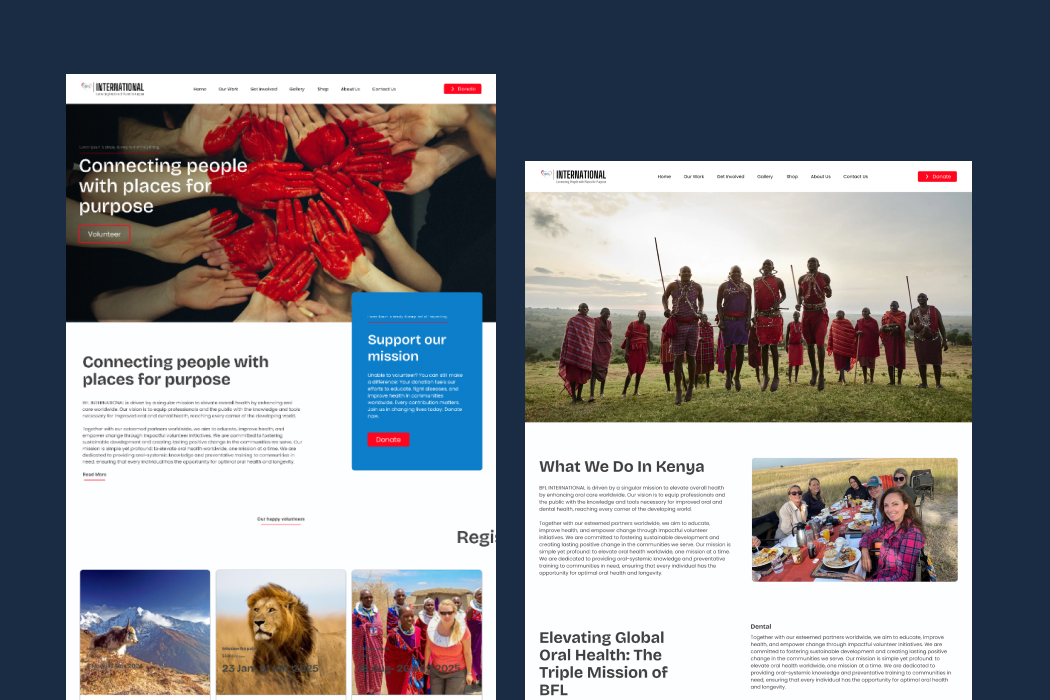 INTERNATIONAL
Home Our Work Get Involved Gallery Shop About Us Contact Us
Donate
Connecting people
with places for
purpose
Volunteer
Support our
mission
Unable to volunteer? You can still make
a difference. Your donation fuels our
efforts to educate, fight diseases, and
improve health in communities
worldwide. Every contribution matters.
Join us in changing lives today. Donate
now.
Donate
Connecting people with
places for purpose
BFL INTERNATIONAL is driven by a singular mission to elevate overall health by enhancing and
care worldwide. Our vision is to equip professionals and the public with the knowledge and tools
necessary for improved oral and dental health, reaching every corner of the developing world.
Together with our esteemed partners worldwide, we aim to educate, improve health, and
empower change through impactful volunteer initiatives. We are committed to fostering
sustainable development and creating lasting positive change in the communities we serve. Our
mission is simple yet profound: to elevate oral health worldwide, one mission at a time. We are
dedicated to providing oral-systemic knowledge and preventative training to communities in
need, ensuring that every individual has the opportunity for optimal oral health and longevity.
Read More
Our happy volunteers
Regis
23 Jan
2025
INTERNATIONAL
Connecting People with Places for Purpose
Home Our Work Get Involved Gallery Shop About Us Contact Us
Donate
What We Do In Kenya
BFL INTERNATIONAL is driven by a singular mission to elevate overall health
by enhancing oral care worldwide. Our vision is to equip professionals and
the public with the knowledge and tools necessary for improved oral and
dental health, reaching every corner of the developing world.
Together with our esteemed partners worldwide, we aim to educate,
improve health, and empower change through impactful volunteer
initiatives. We are committed to fostering sustainable development and
creating lasting positive change in the communities we serve. Our mission is
simple yet profound: to elevate oral health worldwide, one mission at a time.
We are dedicated to providing oral-systemic knowledge and preventative
training to communities in need, ensuring that every individual has the
opportunity for optimal oral health and longevity.
Elevating Global
Oral Health: The
Triple Mission of
BFL
Dental
Together with our esteemed partners worldwide, we aim to educate, improve
health, and empower change through impactful volunteer initiatives. We are
committed to fostering sustainable development and creating lasting positive
change in the communities we serve. Our mission is simple yet profound: to
elevate oral health worldwide, one mission at a time. We are dedicated to
providing oral-systemic knowledge and preventative training to communities in
need, ensuring that every individual has the opportunity for optimal oral health
and longevity.